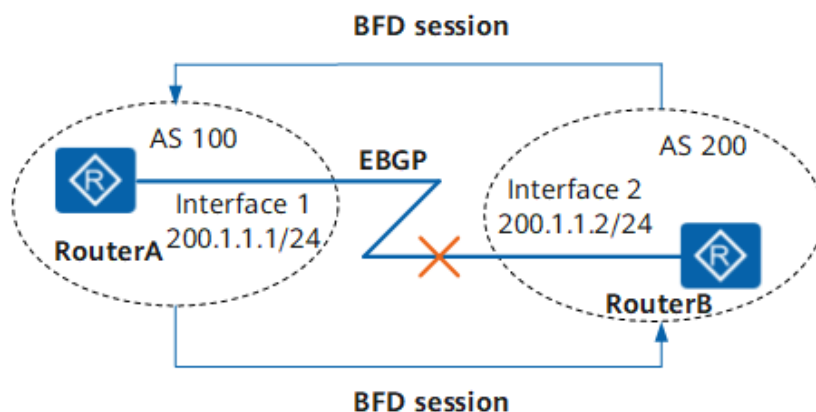 BFD session
AS 100
R
RouterA
Interface 1
200.1.1.1/24
EBGP
AS 200
Interface 2
200.1.1.2/24
R
RouterB
BFD session